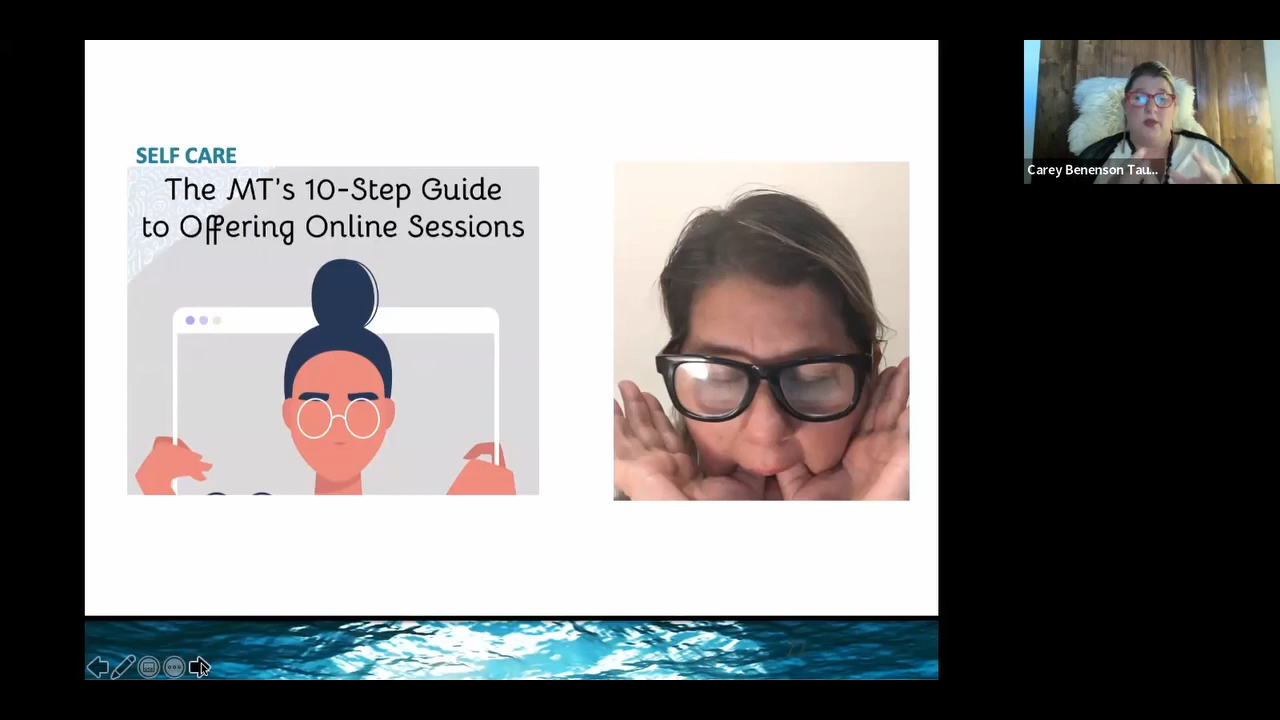 SELF CARE
The MT's 10-Step Guide
to Offering Online Sessions
Carey Benenson Tau...